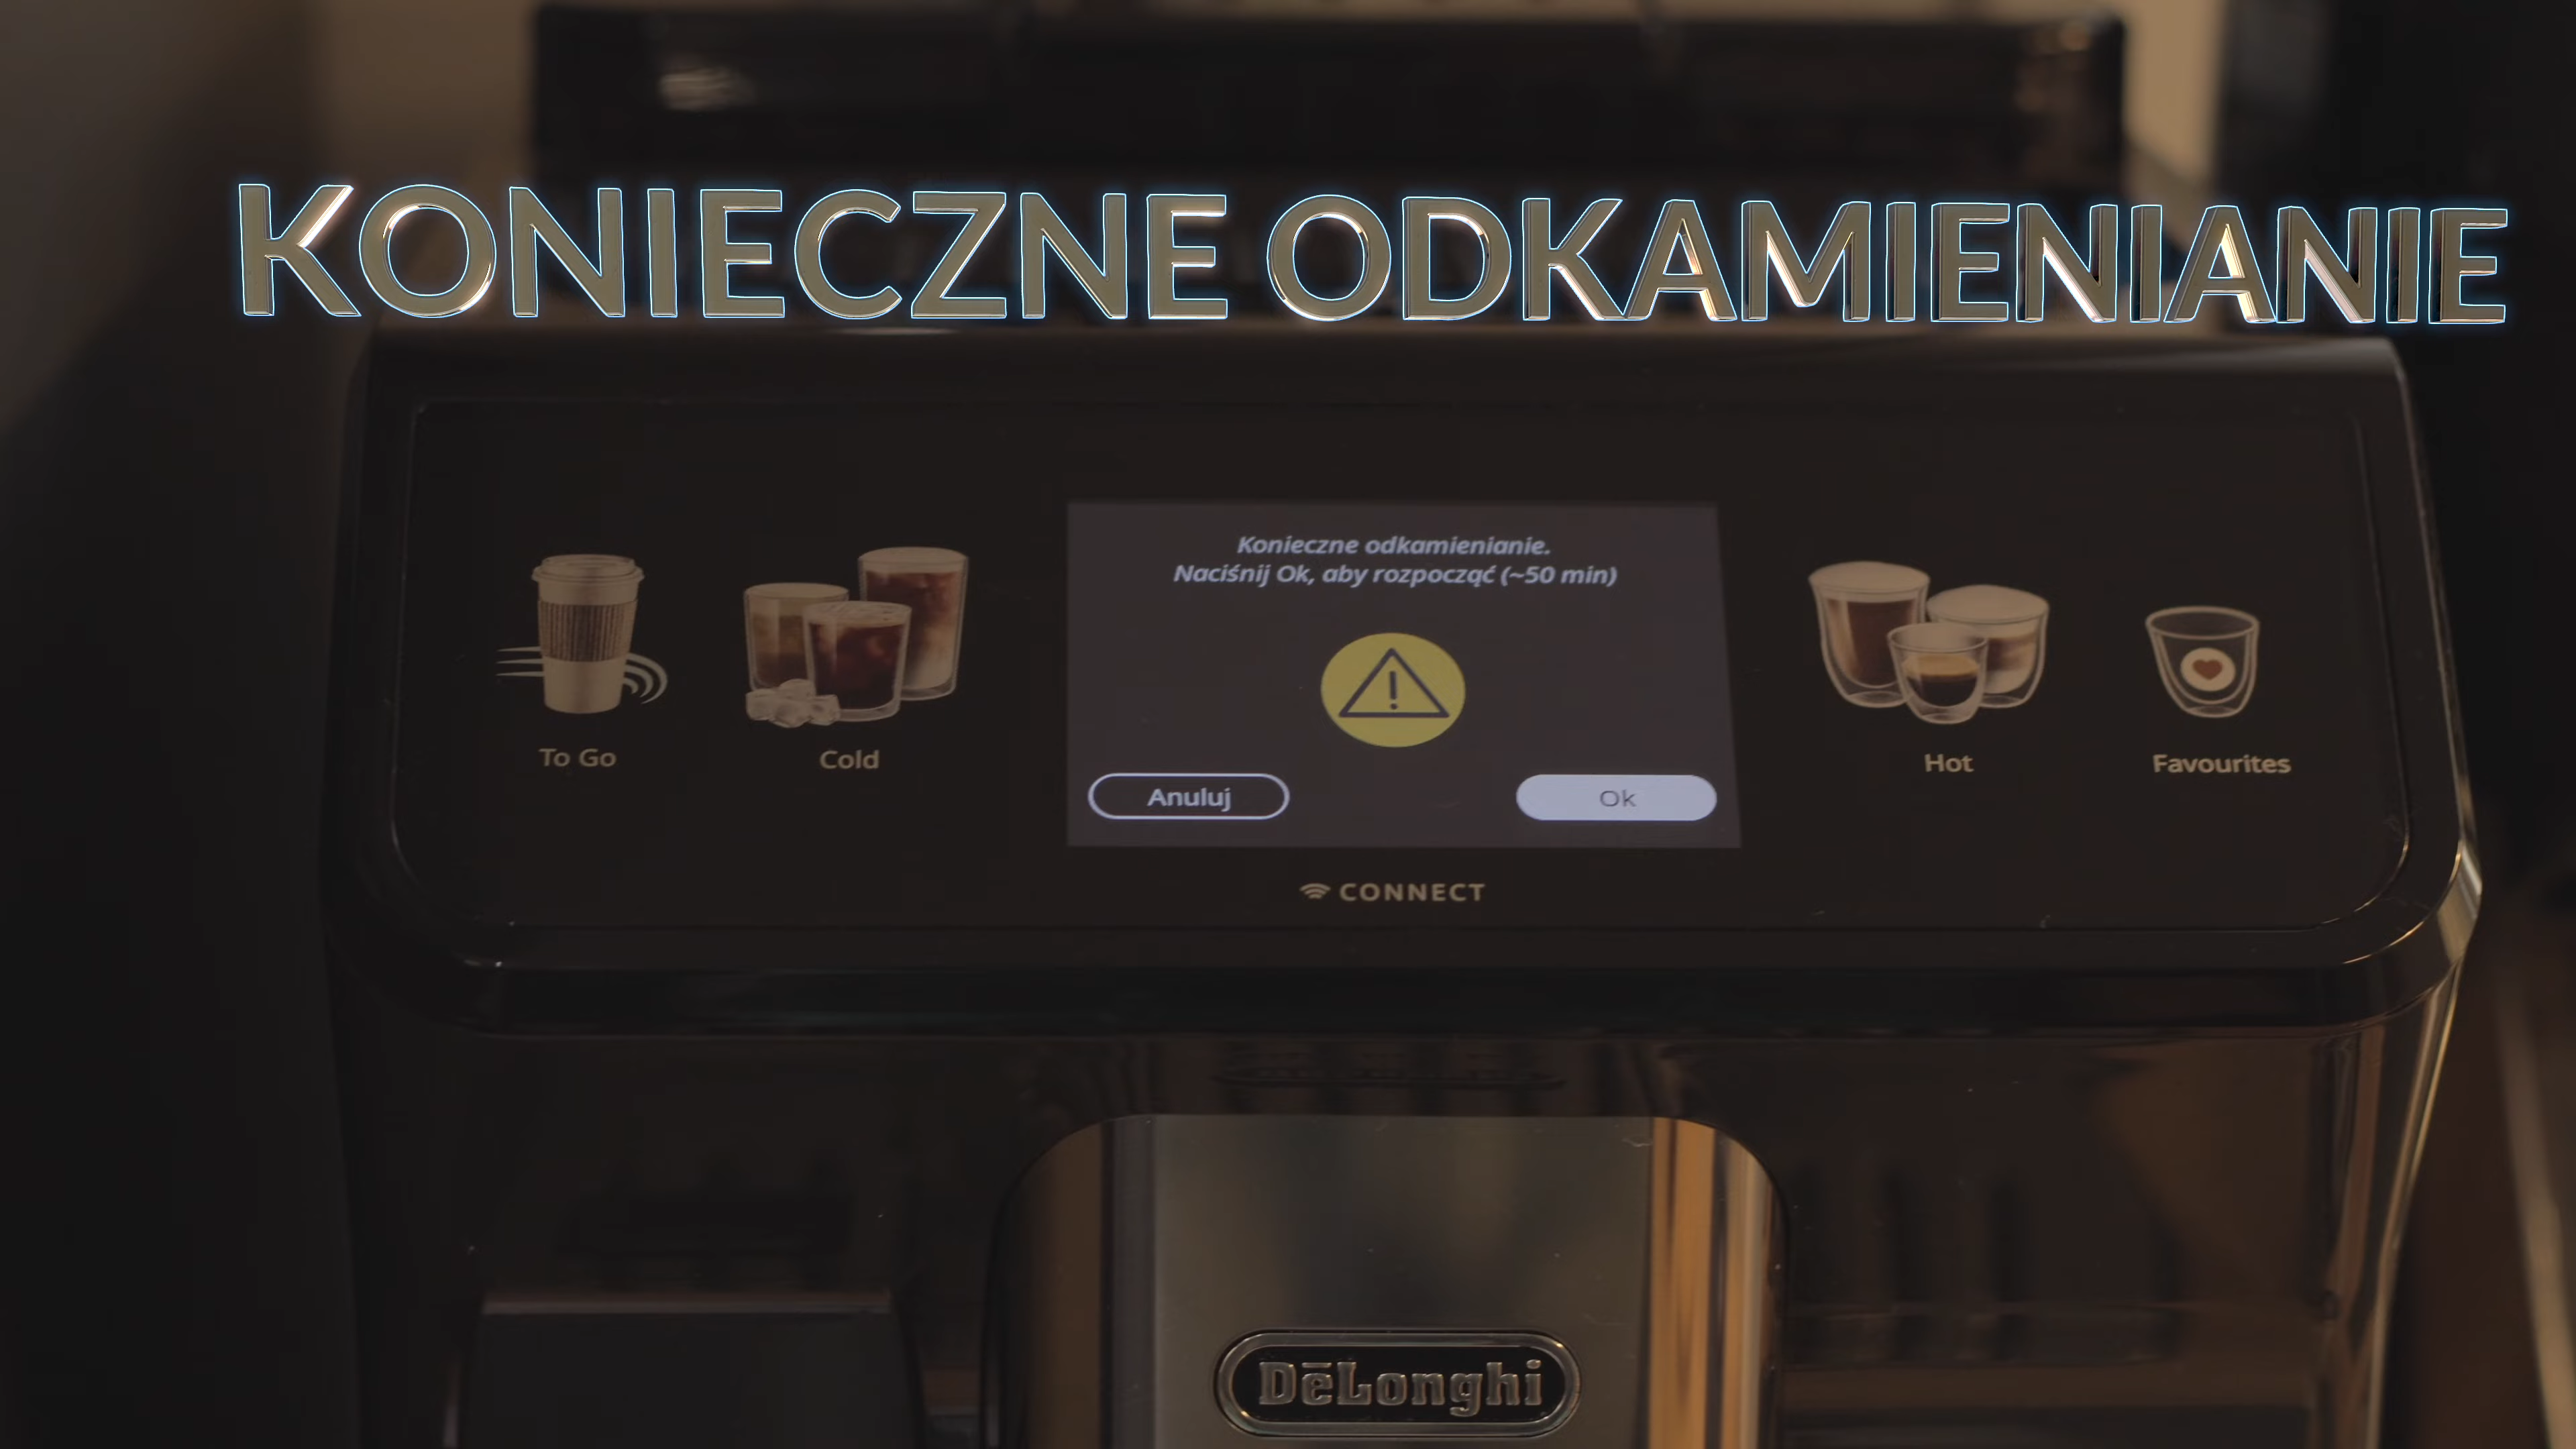 KONIECZNE ODKAMIENIANIE
Konieczne odkamienianie.
Naciśnij Ok, aby rozpocząć (~50 min)
To Go
Cold
Anuluj
Ok
Hot
Favourites
CONNECT
DēLonghi